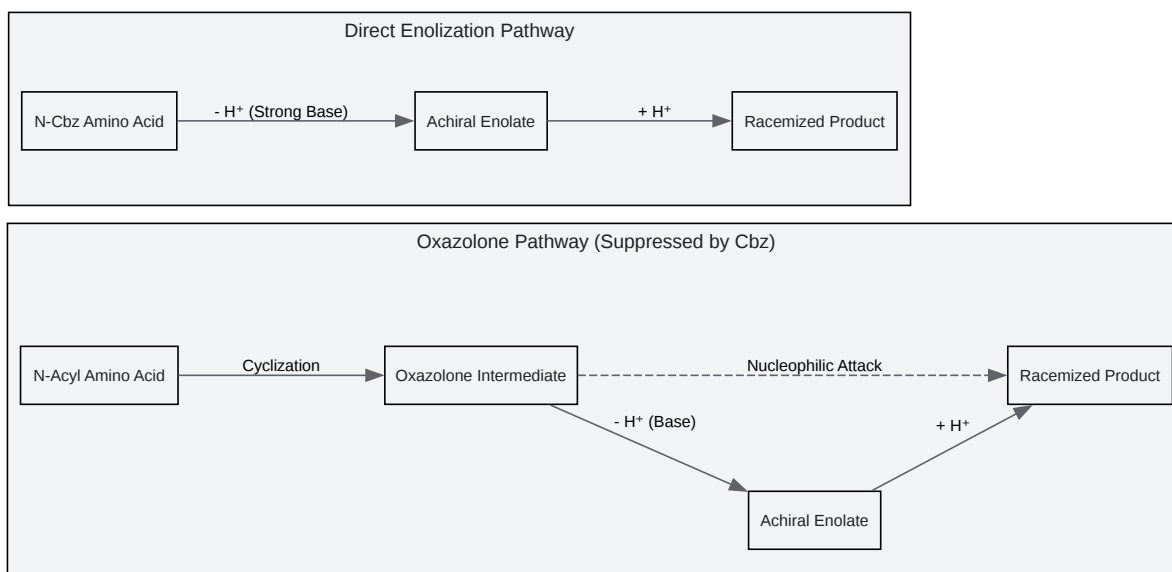 Direct Enolization Pathway
N-Cbz Amino Acid
- H⁺ (Strong Base)
Achiral Enolate
+ H⁺
Racemized Product
Oxazolone Pathway (Suppressed by Cbz)
N-Acyl Amino Acid
Cyclization
Oxazolone Intermediate
Nucleophilic Attack
Racemized Product
- H⁺ (Base)
+ H⁺
Achiral Enolate